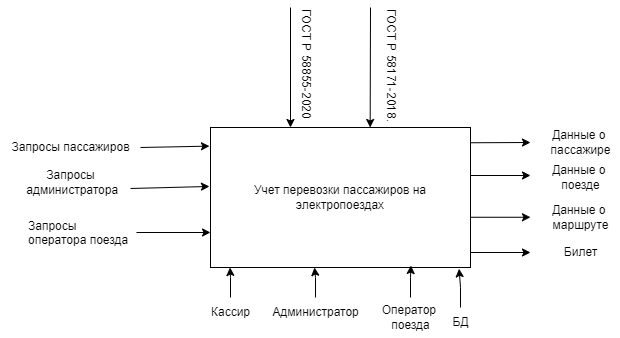 ГОСТ Р 58855-2020
ГОСТ Р 58171-2018.
Запросы пассажиров
Запросы
администратора
Запросы
оператора поезда
Учет перевозки пассажиров на
электропоездах
Данные о
пассажире
Данные о
поезде
Данные о
маршруте
Билет
Кассир
Администратор
Оператор
поезда
БД